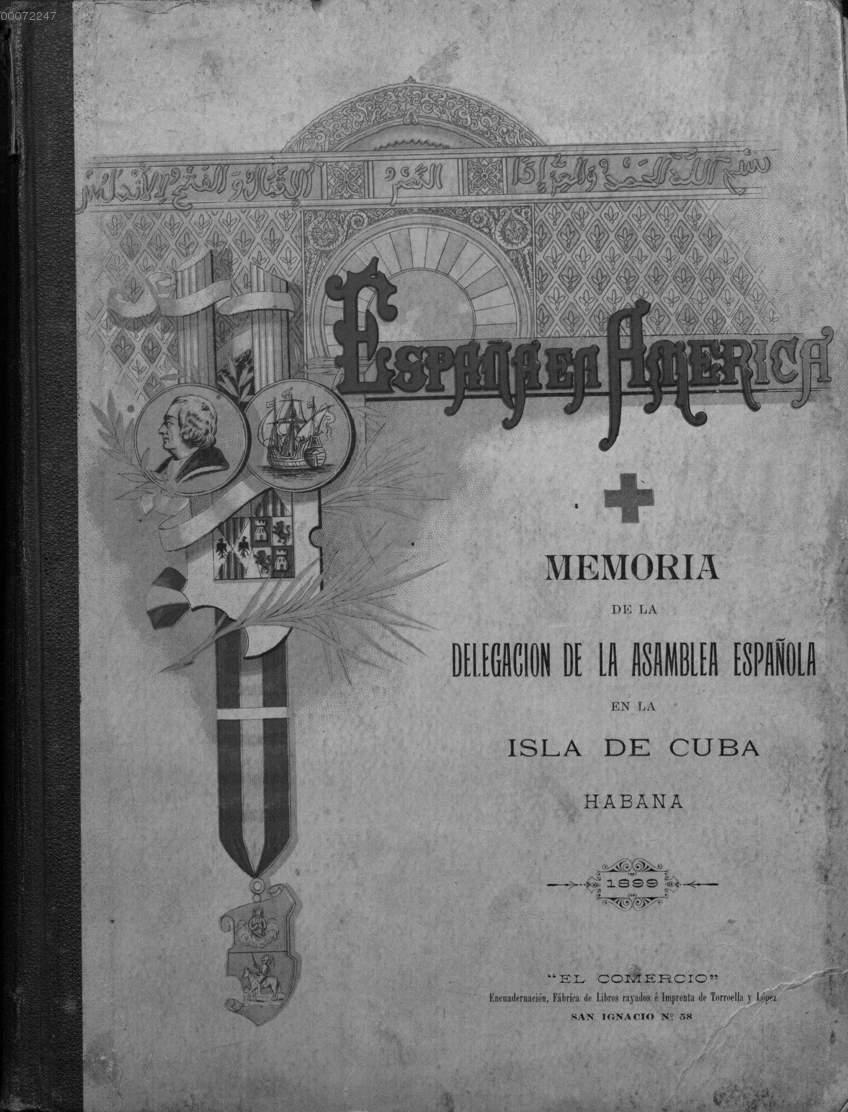 00072247
ESPAÑA EN AMERICA
MEMORIA
DE LA
DELEGACION DE LA ASAMBLEA ESPAÑOLA
EN LA
ISLA DE CUBA
HABANA
1899
"EL COMERCIO"
Encuadernación, Fábrica de Libros rayados é Imprenta de Torroella y López
SAN IGNACIO Nº 58